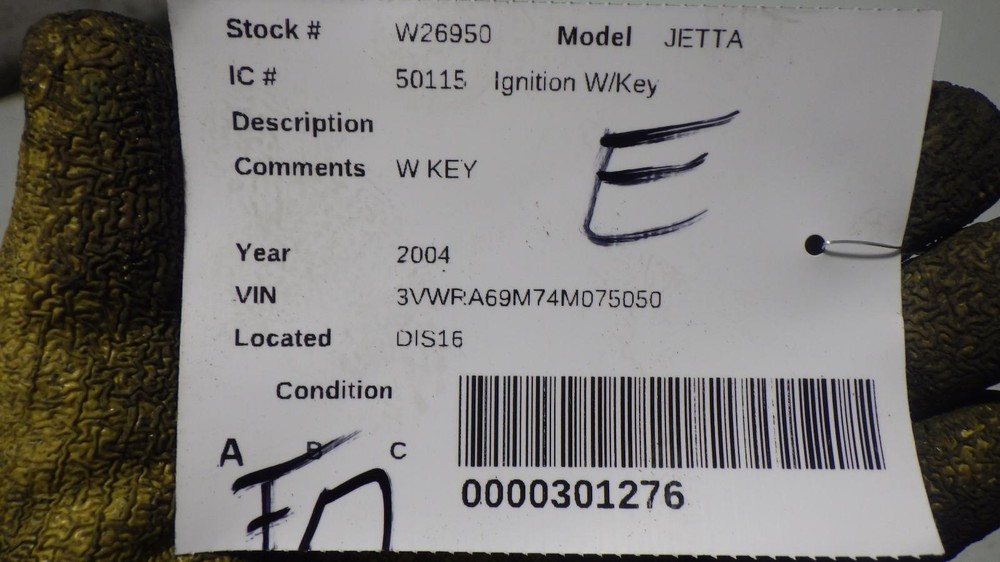 Stock # W26950 Model JETTA
IC # 50115 Ignition W/Key
Description
Comments W KEY
E
Year 2004
VIN 3VWRA69M74M075050
Located DIS16
Condition
A B C
0000301276